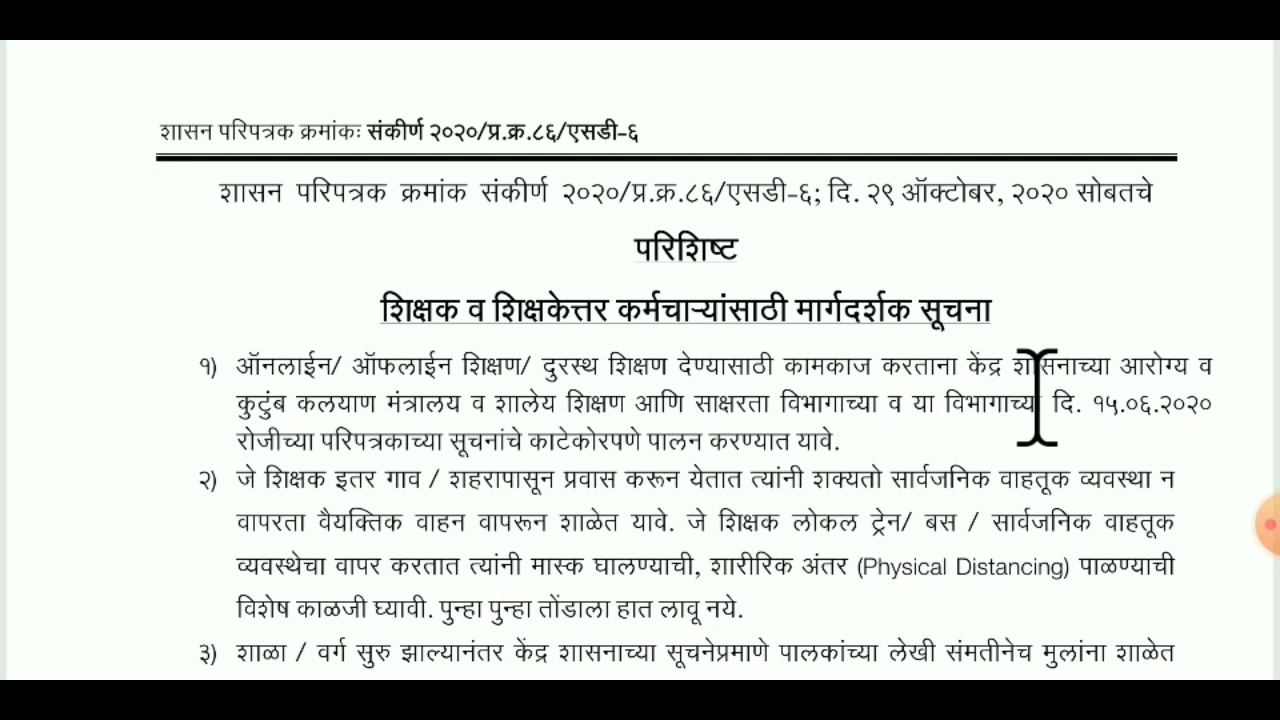 शासन परिपत्रक क्रमांकः संकीर्ण २०२०/प्र.क्र.८६/एसडी-६
शासन परिपत्रक क्रमांक संकीर्ण २०२०/प्र.क्र.८६/एसडी-६; दि. २९ ऑक्टोबर, २०२० सोबतचे
परिशिष्ट
शिक्षक व शिक्षकेत्तर कर्मचाऱ्यांसाठी मार्गदर्शक सूचना
१) ऑनलाईन/ ऑफलाईन शिक्षण/ दुरस्थ शिक्षण देण्यासाठी कामकाज करताना केंद्र शासनाच्या आरोग्य व
कुटुंब कलयाण मंत्रालय व शालेय शिक्षण आणि साक्षरता विभागाच्या व या विभागाच्या दि. १५.०६.२०२०
रोजीच्या परिपत्रकाच्या सूचनांचे काटेकोरपणे पालन करण्यात यावे.
२) जे शिक्षक इतर गाव / शहरापासून प्रवास करून येतात त्यांनी शक्यतो सार्वजनिक वाहतूक व्यवस्था न
वापरता वैयक्तिक वाहन वापरून शाळेत यावे. जे शिक्षक लोकल ट्रेन/ बस / सार्वजनिक वाहतूक
व्यवस्थेचा वापर करतात त्यांनी मास्क घालण्याची, शारीरिक अंतर (Physical Distancing) पाळण्याची
विशेष काळजी घ्यावी. पुन्हा पुन्हा तोंडाला हात लावू नये.
३) शाळा / वर्ग सुरु झाल्यानंतर केंद्र शासनाच्या सूचनेप्रमाणे पालकांच्या लेखी संमतीनेच मुलांना शाळेत